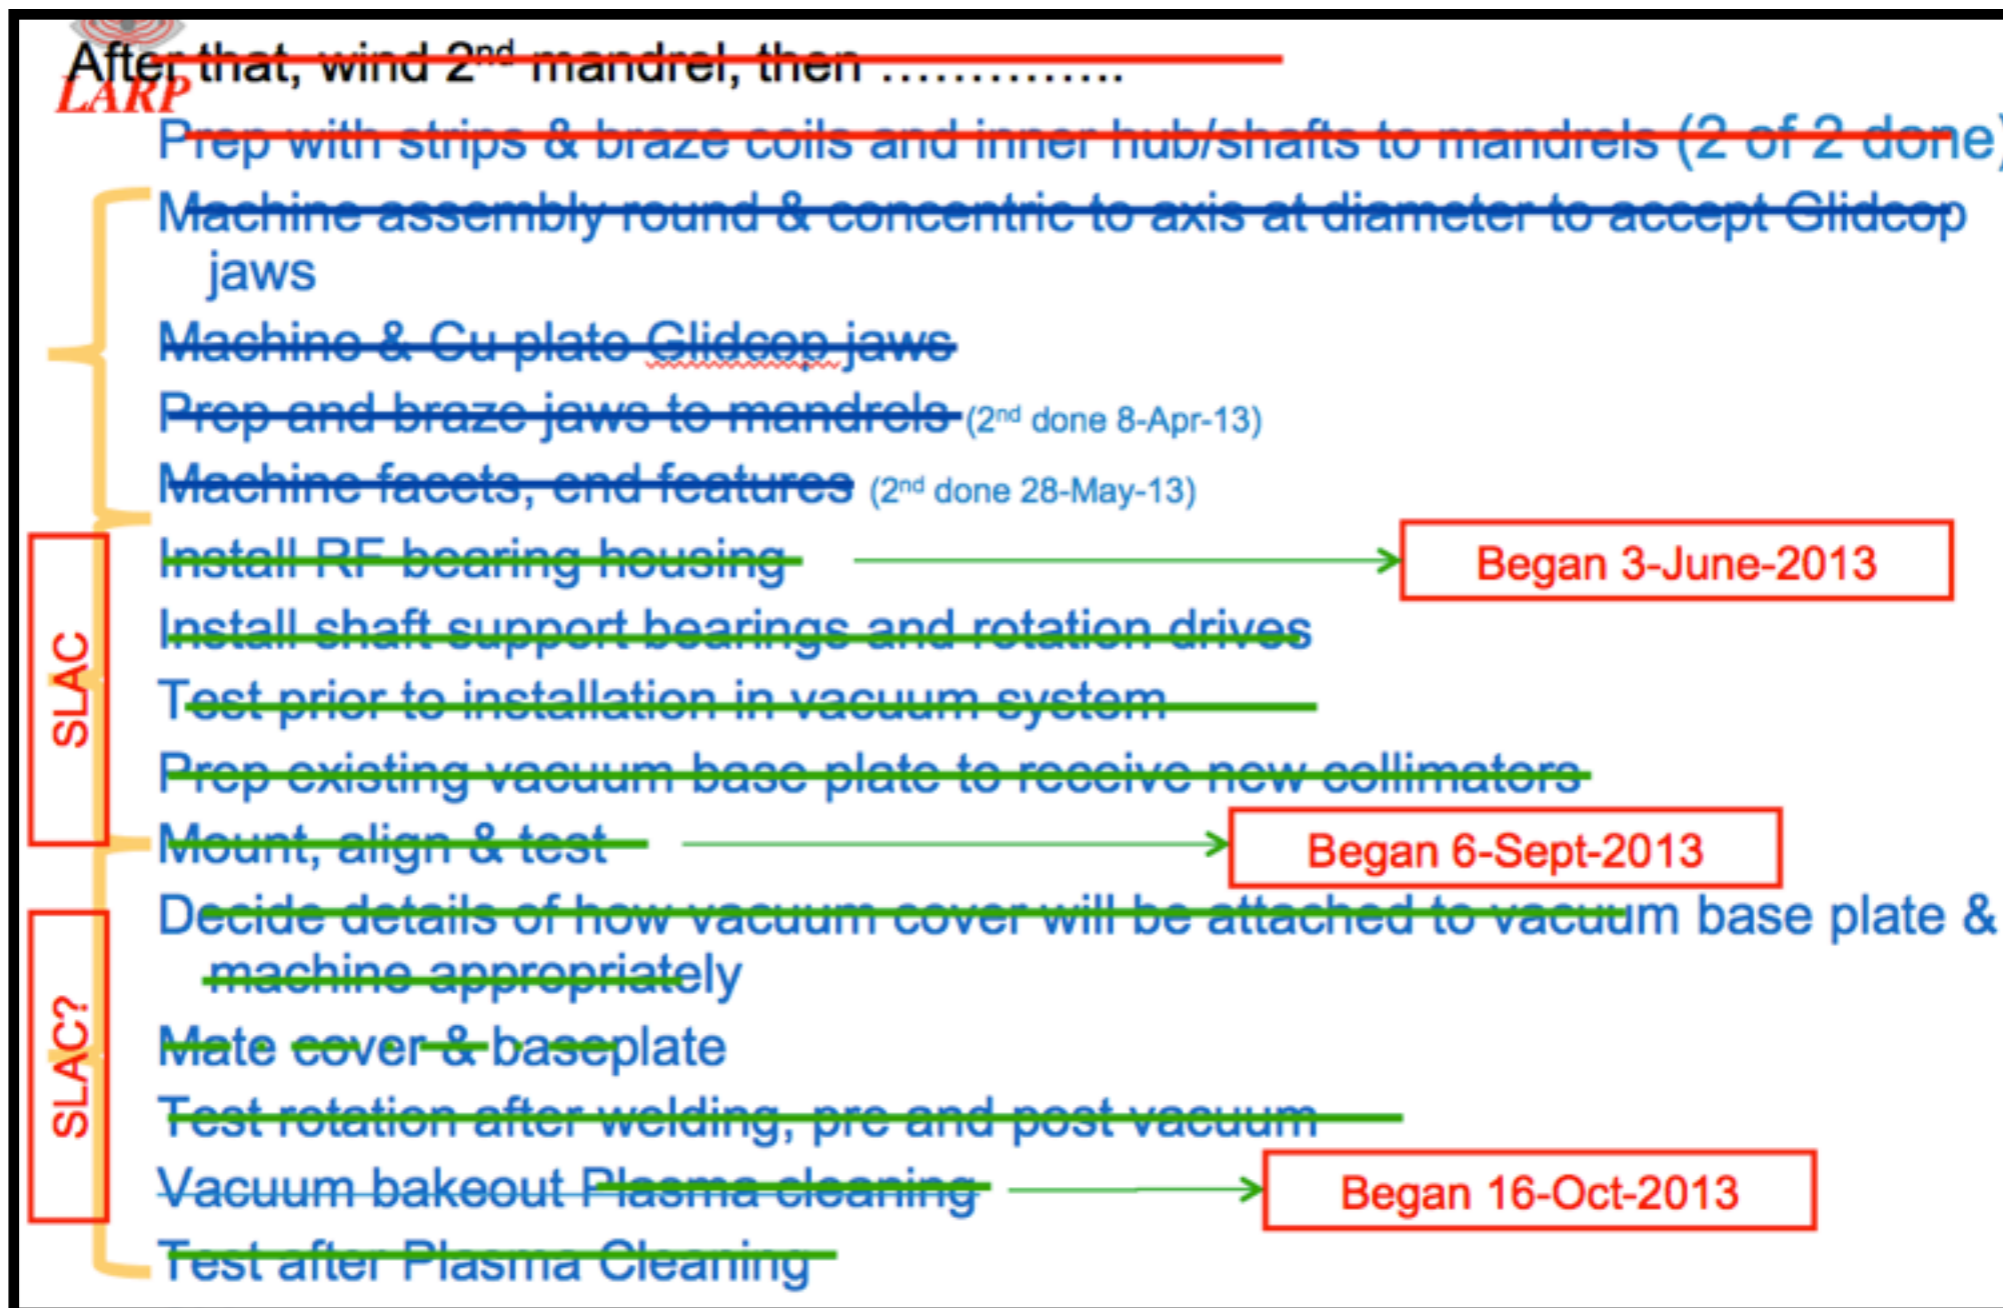 After that, wind 2nd mandrel, then ..............
LARP
Prep with strips & braze coils and inner hub/shafts to mandrels (2 of 2 done)
Machine assembly round & concentric to axis at diameter to accept Glidcop
jaws
Machine & Cu plate Glidcop jaws
Prep and braze jaws to mandrels (2nd done 8-Apr-13)
Machine facets, end features (2nd done 28-May-13)
Install RF bearing housing
Began 3-June-2013
Install shaft support bearings and rotation drives
SLAC
Test prior to installation in vacuum system
Prep existing vacuum base plate to receive new collimators
Mount, align & test
Began 6-Sept-2013
Decide details of how vacuum cover will be attached to vacuum base plate &
machine appropriately
SLAC?
Mate cover & baseplate
Test rotation after welding, pre and post vacuum
Vacuum bakeout Plasma cleaning
Began 16-Oct-2013
Test after Plasma Cleaning